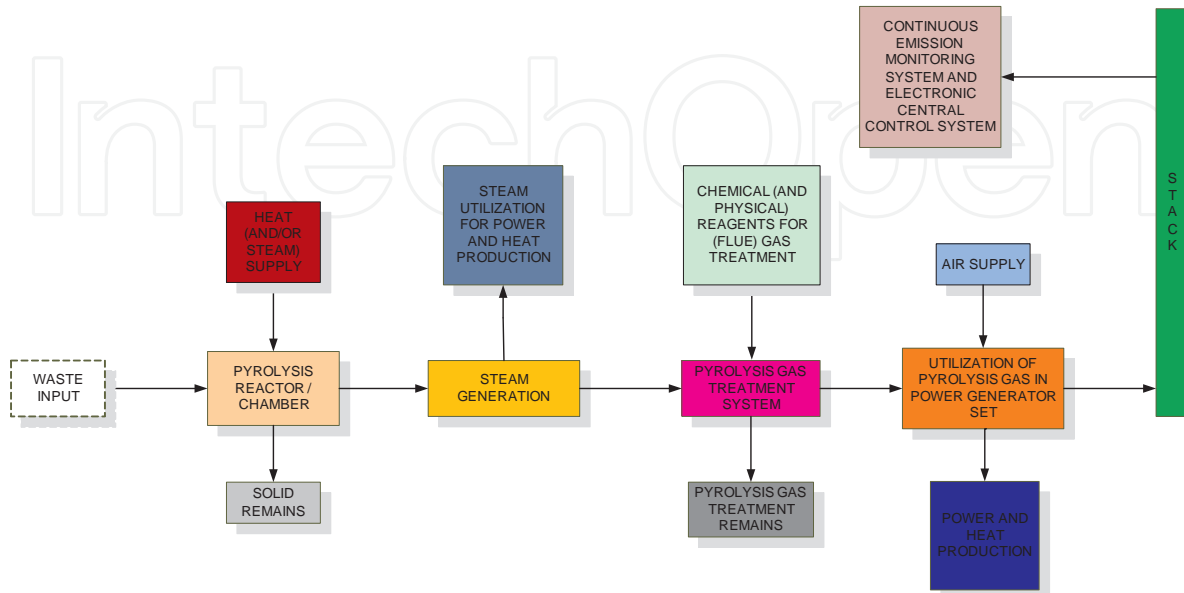 IntechOpen
CONTINUOUS
EMISSION
MONITORING
SYSTEM AND
ELECTRONIC
CENTRAL
CONTROL SYSTEM
STACK
STEAM
UTILIZATION
FOR POWER
AND HEAT
PRODUCTION
CHEMICAL (AND
PHYSICAL)
REAGENTS FOR
(FLUE) GAS
TREATMENT
HEAT
(AND/OR
STEAM)
SUPPLY
AIR SUPPLY
WASTE
INPUT
PYROLYSIS
REACTOR /
CHAMBER
STEAM
GENERATION
PYROLYSIS GAS
TREATMENT
SYSTEM
UTILIZATION OF
PYROLYSIS GAS IN
POWER GENERATOR
SET
SOLID
REMAINS
PYROLYSIS GAS
TREATMENT
REMAINS
POWER AND
HEAT
PRODUCTION